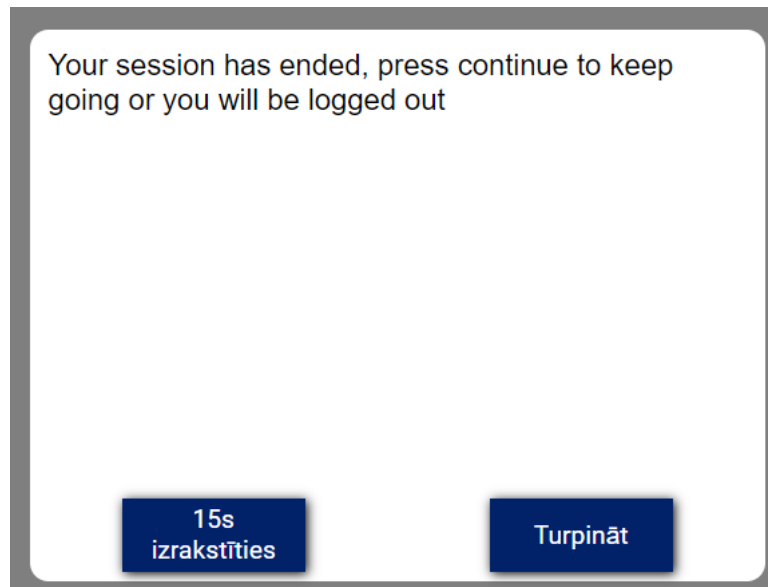 Your session has ended, press continue to keep
going or you will be logged out
15s
izrakstīties
Turpināt